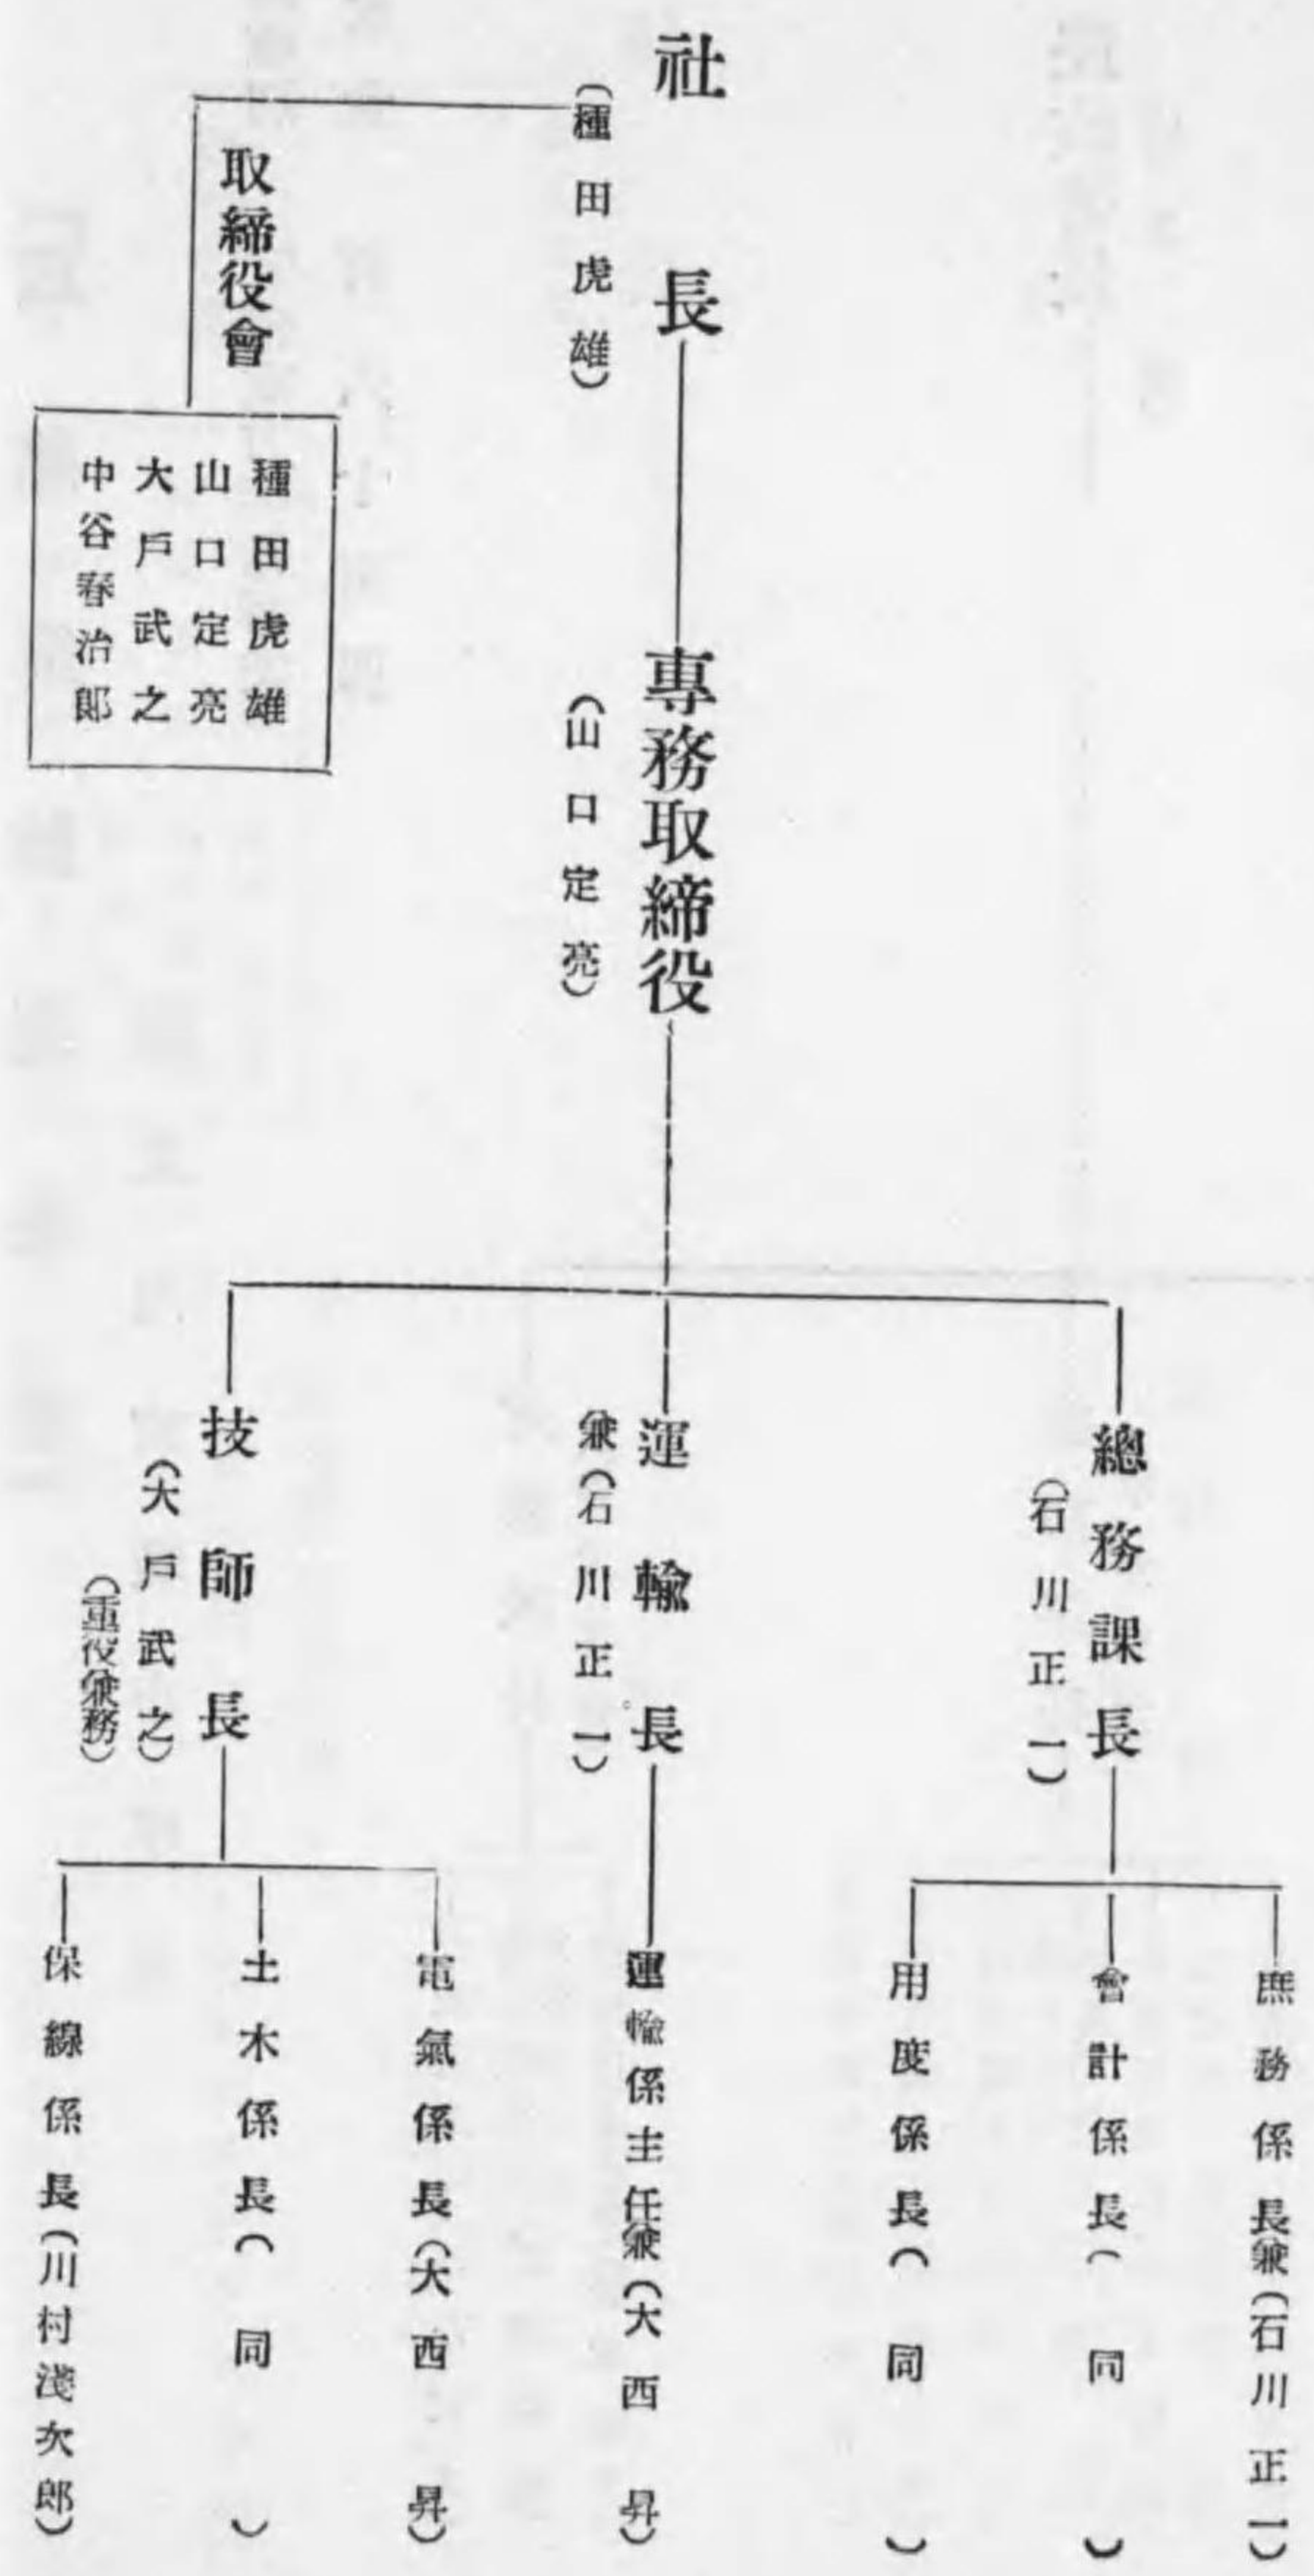 社長
(種田虎雄)
取締役會
種田虎雄
山口定亮
大戶武之
中谷春治郞
專務取締役
(山口定亮)
總務課長
(石川正一)
庶務係長兼(石川正一)
會計係長(同)
用度係長(同)
運輸長
兼(石川正一)
運輸係主任兼(大西昇)
技師長
(大戶武之)
(重役兼務)
電氣係長(大西昇)
土木係長(同)
保線係長(川村淺次郎)